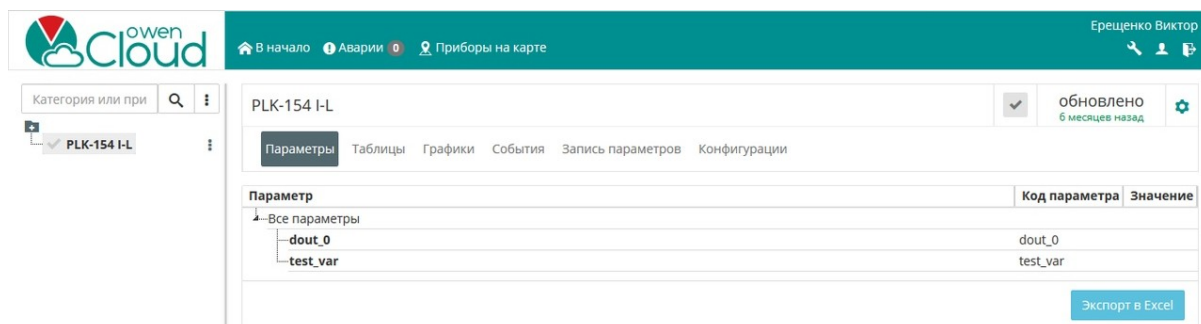 owen
Cloud
В начало Аварии 0 Приборы на карте
Ерещенко Виктор
Категория или при
PLK-154 I-L
PLK-154 I-L
обновлено
6 месяцев назад
Параметры Таблицы Графики События Запись параметров Конфигурации
Параметр Код параметра Значение
Все параметры
dout_0 dout_0
test_var test_var
Экспорт в Excel